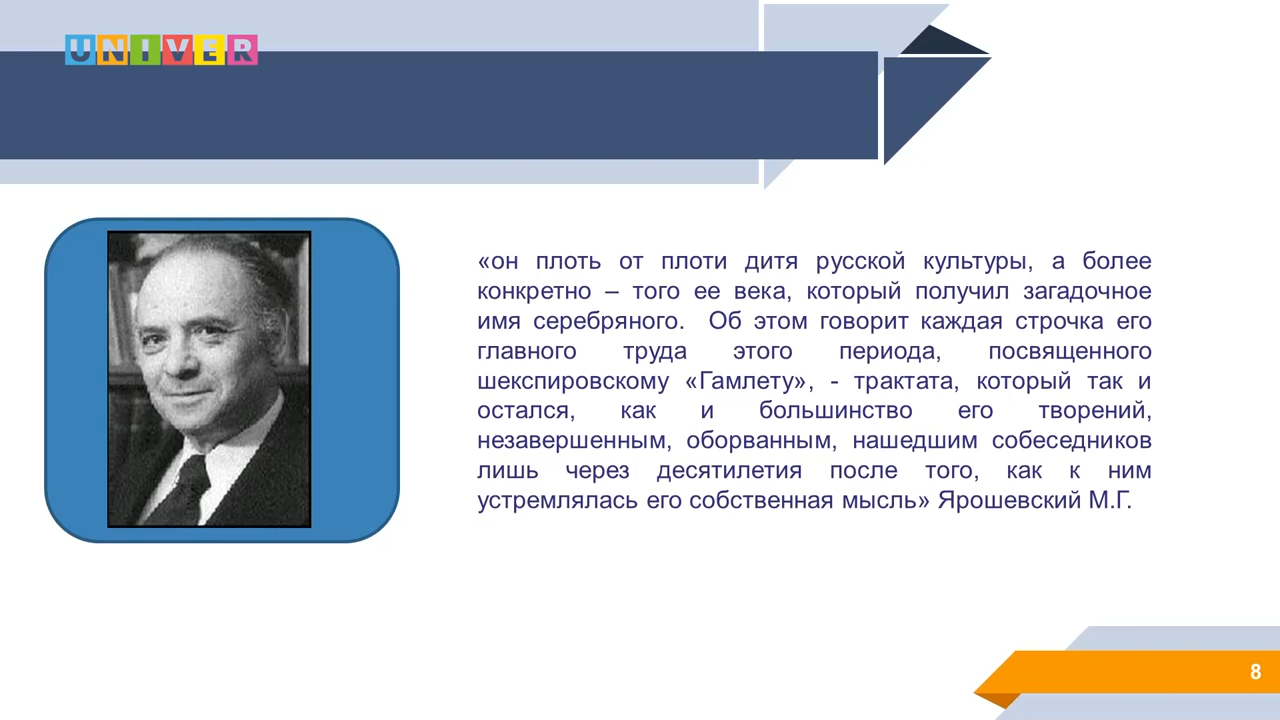 UNIVER
«он плоть от плоти дитя русской культуры, а более
конкретно – того ее века, который получил загадочное
имя серебряного. Об этом говорит каждая строчка его
главного труда этого периода, посвященного
шекспировскому «Гамлету», - трактата, который так и
остался, как и большинство его творений,
незавершенным, оборванным, нашедшим собеседников
лишь через десятилетия после того, как к ним
устремлялась его собственная мысль» Ярошевский М.Г.
8